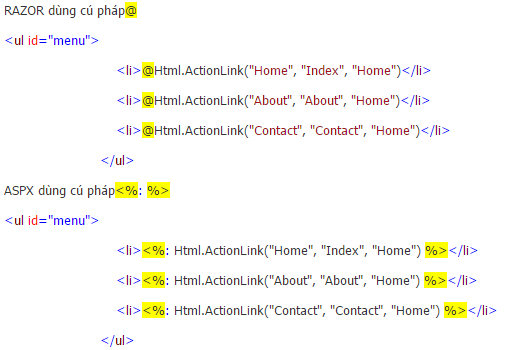 RAZOR dùng cú pháp@
<ul id="menu">
<li>@Html.ActionLink("Home", "Index", "Home")</li>
<li>@Html.ActionLink("About", "About", "Home")</li>
<li>@Html.ActionLink("Contact", "Contact", "Home")</li>
</ul>
ASPX dùng cú pháp<%: %>
<ul id="menu">
<li><%: Html.ActionLink("Home", "Index", "Home") %></li>
<li><%: Html.ActionLink("About", "About", "Home") %></li>
<li><%: Html.ActionLink("Contact", "Contact", "Home") %></li>
</ul>